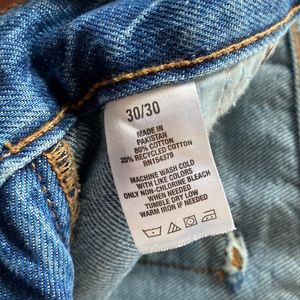 30/30
MADE IN
PAKISTAN
80% COTTON
20% RECYCLED COTTON
RN154379
MACHINE WASH COLD
WITH LIKE COLORS
ONLY NON-CHLORINE BLEACH
WHEN NEEDED
TUMBLE DRY LOW
WARM IRON IF NEEDED